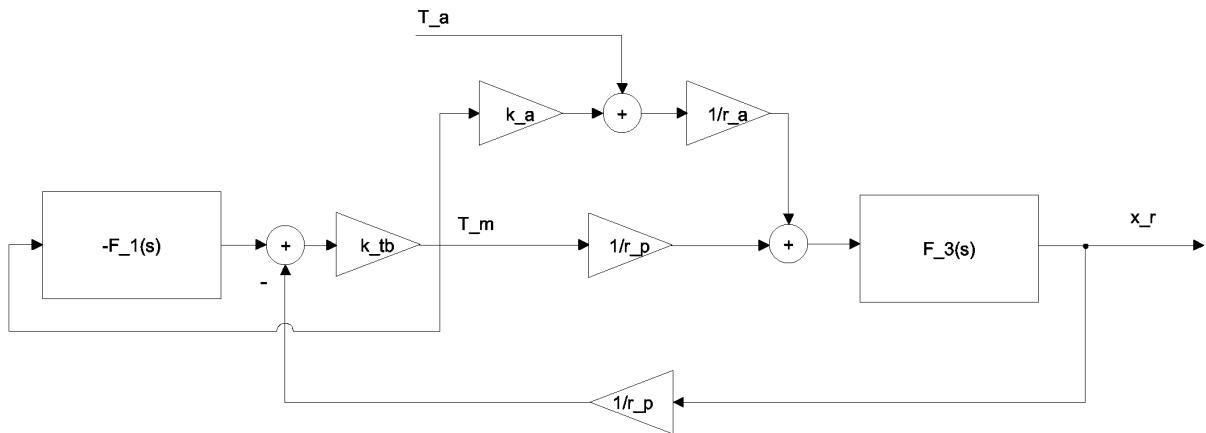 T_a
k_a
+
1/r_a
-F_1(s)
+
k_tb
T_m
1/r_p
+
F_3(s)
x_r
-
1/r_p